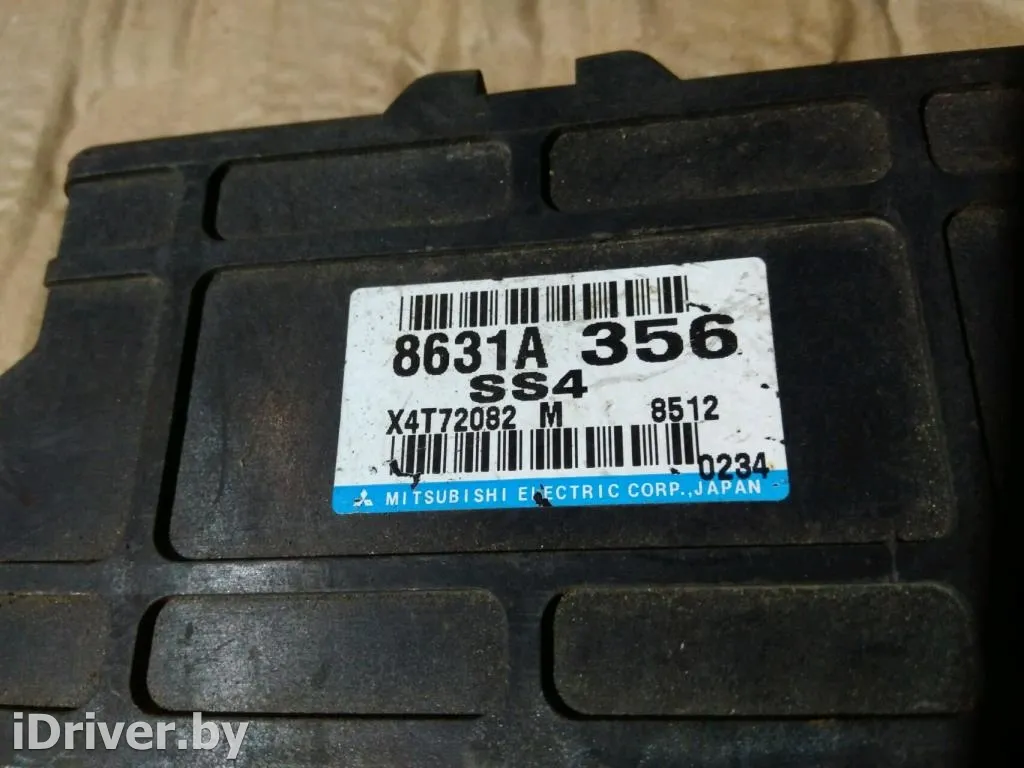 8631A 356
SS4
X4T72082 M 8512
0234
MITSUBISHI ELECTRIC CORP., JAPAN
iDriver.by